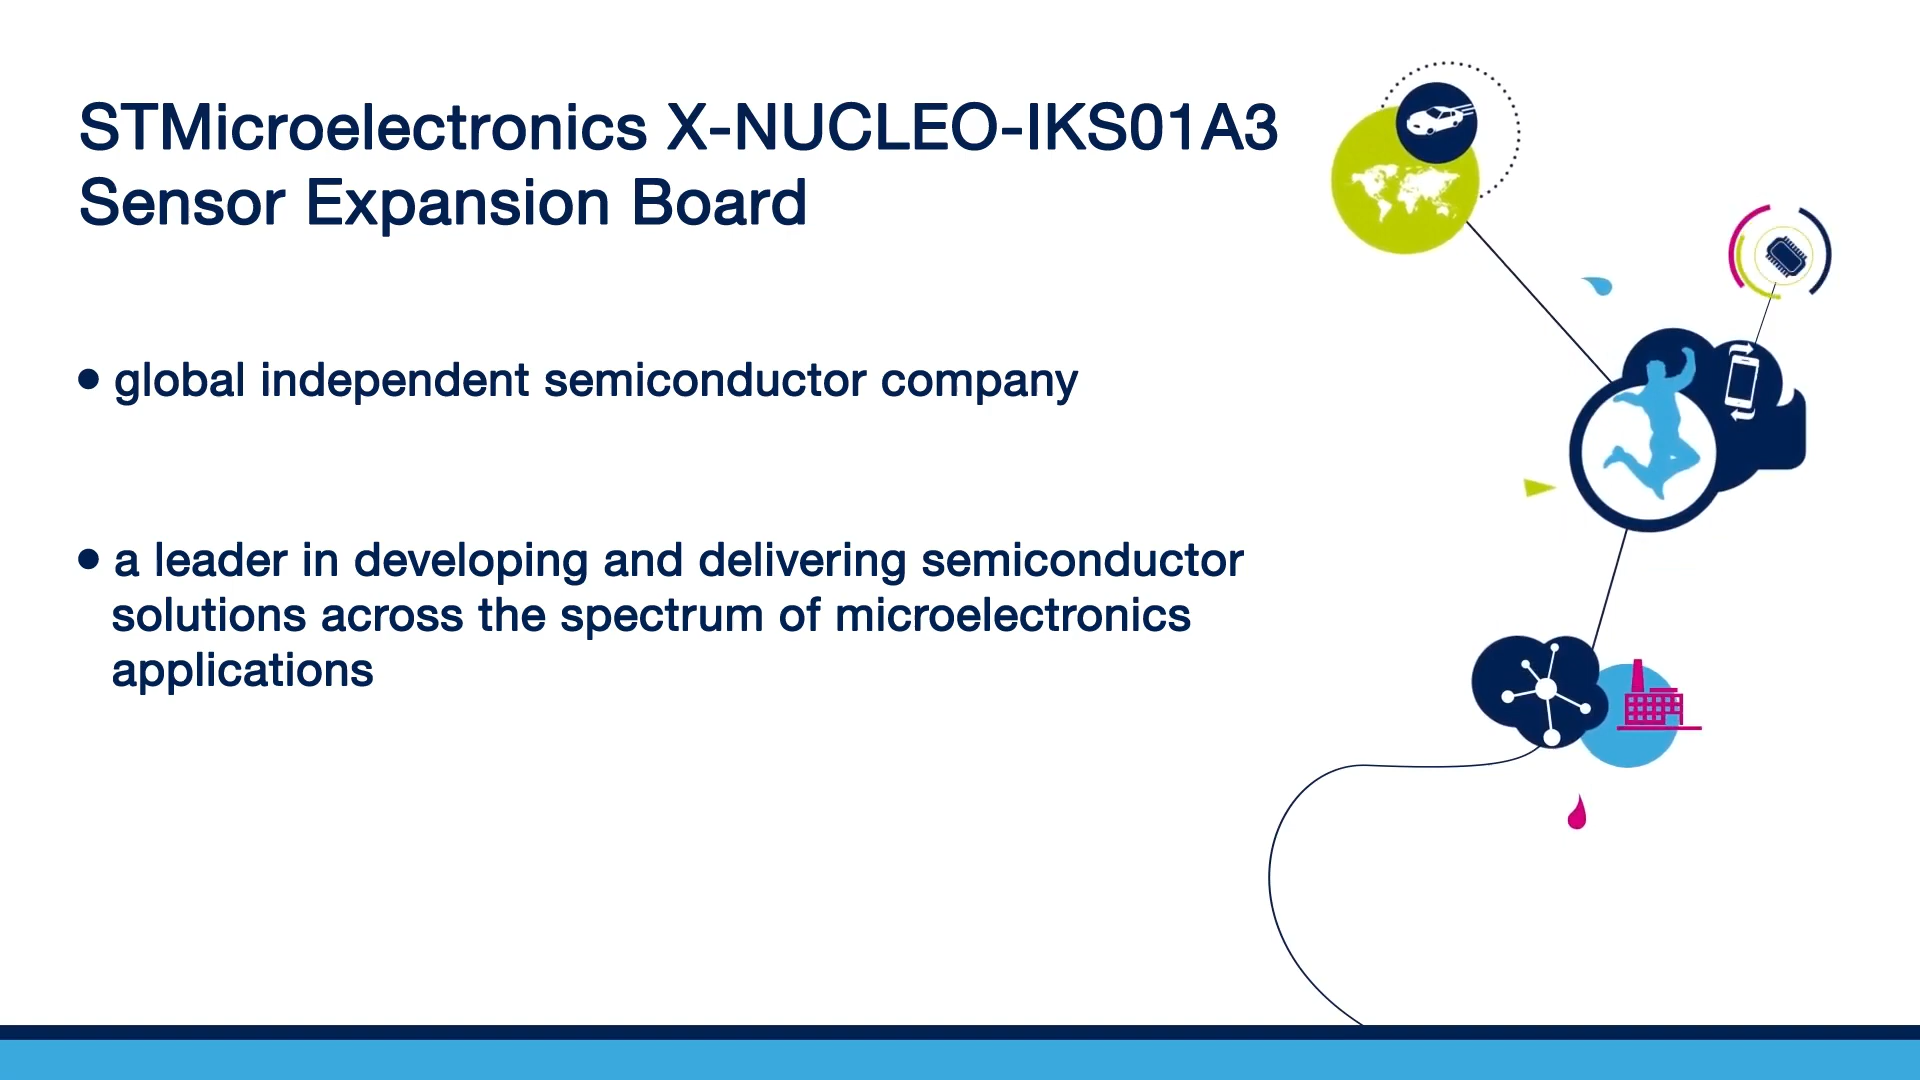 STMicroelectronics X-NUCLEO-IKS01A3
Sensor Expansion Board
• global independent semiconductor company
• a leader in developing and delivering semiconductor
solutions across the spectrum of microelectronics
applications